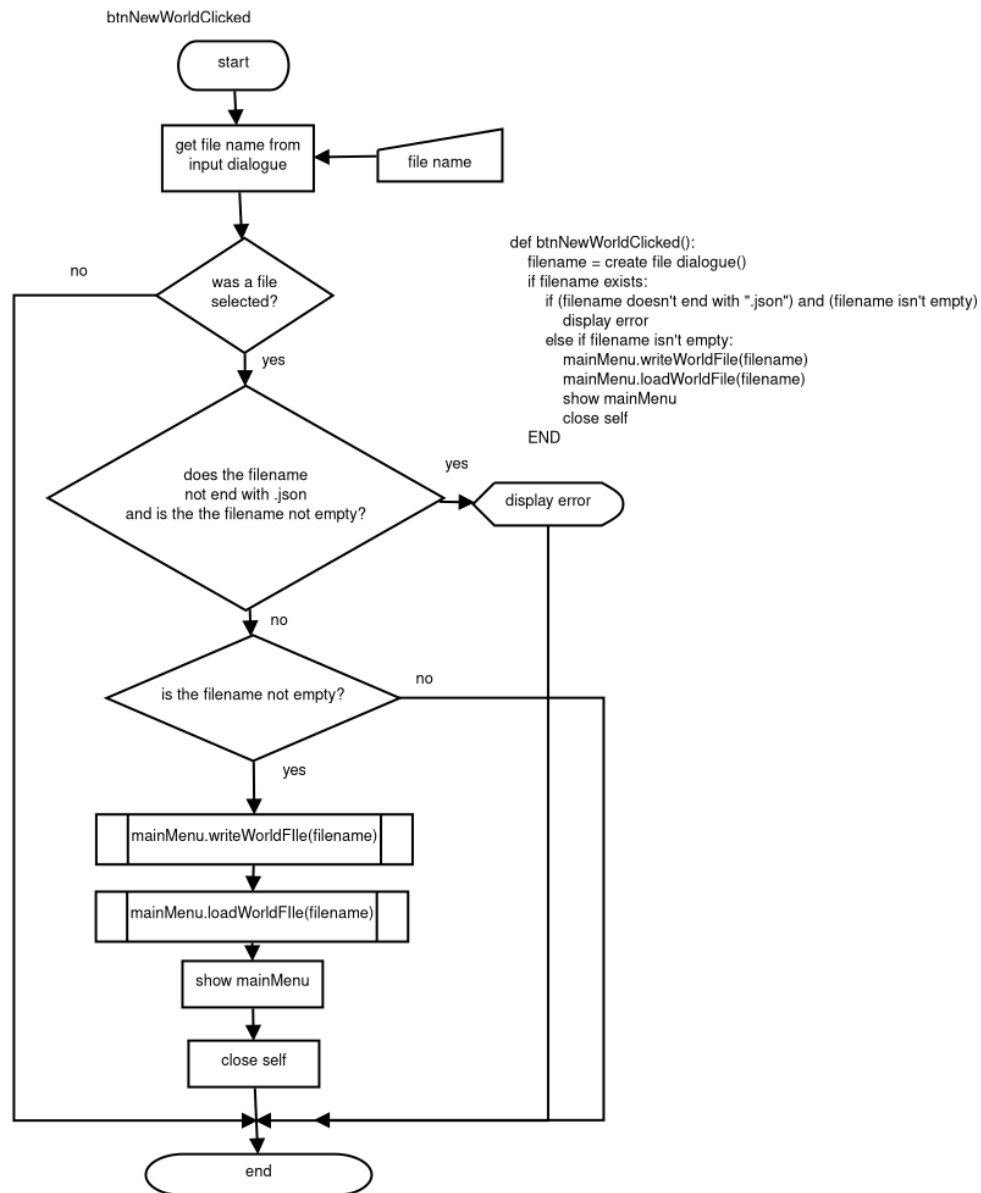 btnNewWorldClicked
start
get file name from
input dialogue
file name
was a file
selected?
no
yes
def btnNewWorldClicked():
filename = create file dialogue()
if filename exists:
if (filename doesn't end with ".json") and (filename isn't empty)
display error
else if filename isn't empty:
mainMenu.writeWorldFile(filename)
mainMenu.loadWorldFile(filename)
show mainMenu
close self
END
does the filename
not end with .json
and is the the filename not empty?
yes
display error
no
is the filename not empty?
no
yes
mainMenu.writeWorldFIle(filename)
mainMenu.loadWorldFIle(filename)
show mainMenu
close self
end